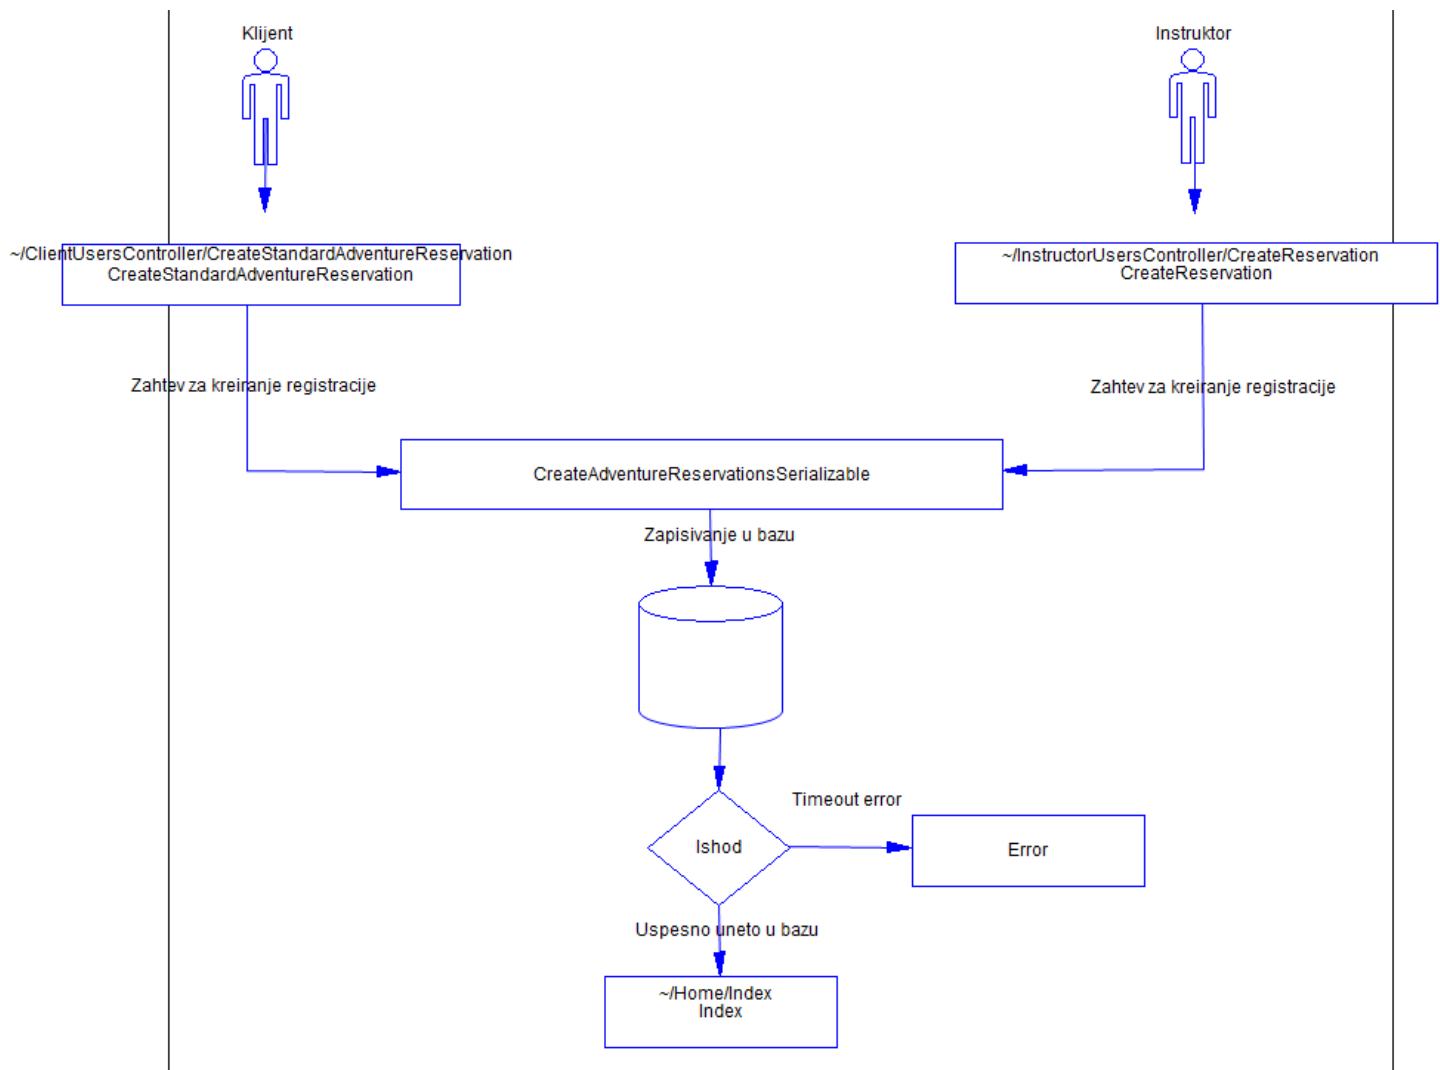 Klijent
Instruktor
~/ClientUsersController/CreateStandardAdventureReservation
CreateStandardAdventureReservation
~/InstructorUsersController/CreateReservation
CreateReservation
Zahtev za kreiranje registracije
Zahtev za kreiranje registracije
CreateAdventureReservationsSerializable
Zapisivanje u bazu
Timeout error
Ishod
Error
Uspesno uneto u bazu
~/Home/Index
Index